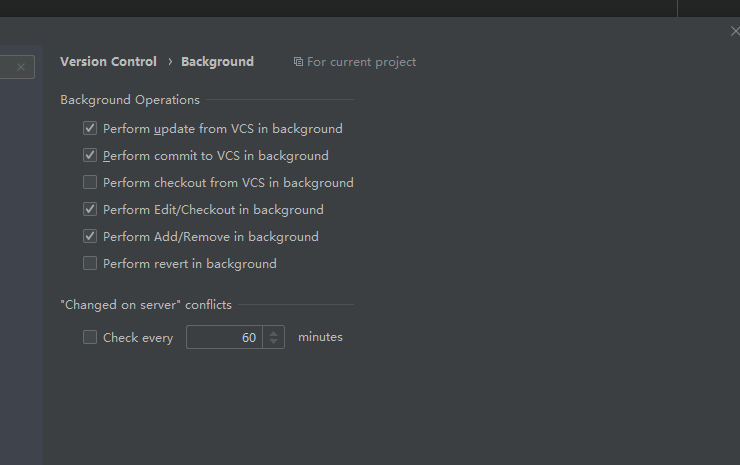 Version Control › Background For current project
Background Operations
Perform update from VCS in background
Perform commit to VCS in background
Perform checkout from VCS in background
Perform Edit/Checkout in background
Perform Add/Remove in background
Perform revert in background
"Changed on server" conflicts
Check every 60 minutes